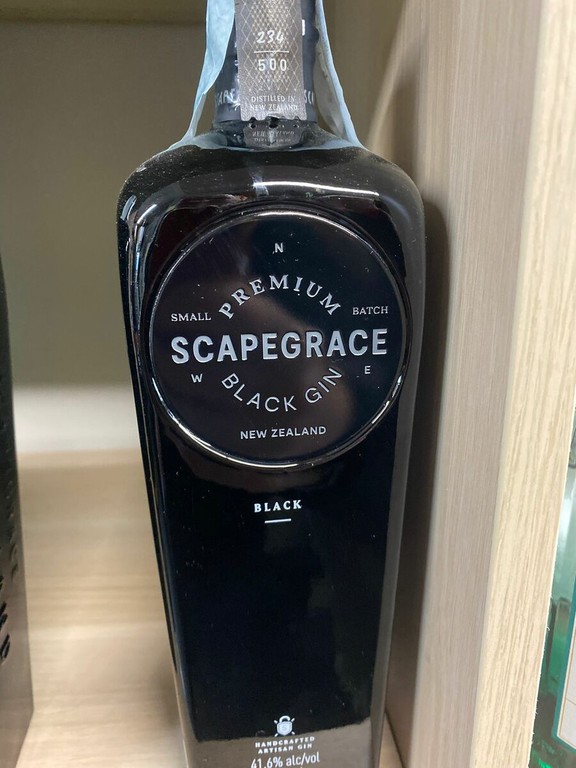 234
500
DISTILLED IN
NEW ZEALAND
N
PREMIUM
SMALL BATCH
SCAPEGRACE
W E
BLACK GIN
NEW ZEALAND
BLACK
HANDCRAFTED
ARTISAN GIN
41.6% alc/vol